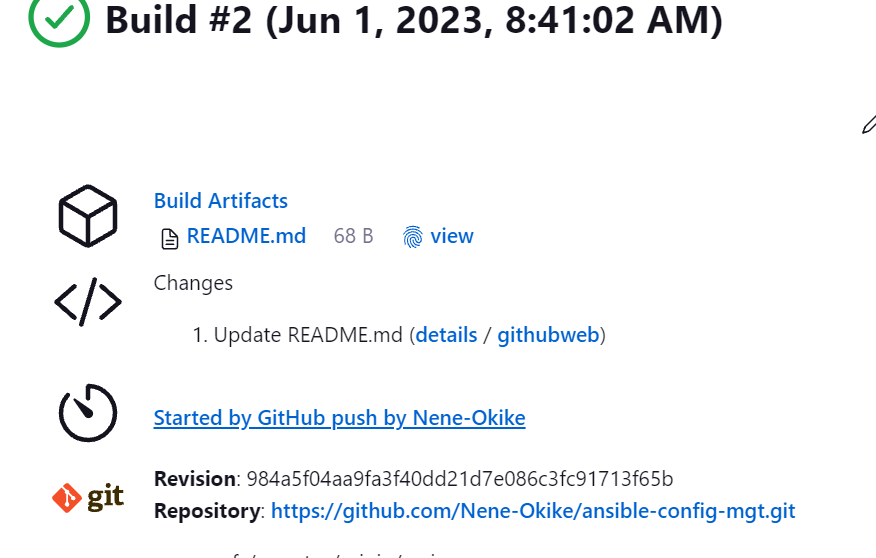 Build #2 (Jun 1, 2023, 8:41:02 AM)
Build Artifacts
README.md 68 B view
Changes
1. Update README.md (details / githubweb)
Started by GitHub push by Nene-Okike
git
Revision: 984a5f04aa9fa3f40dd21d7e086c3fc91713f65b
Repository: https://github.com/Nene-Okike/ansible-config-mgt.git